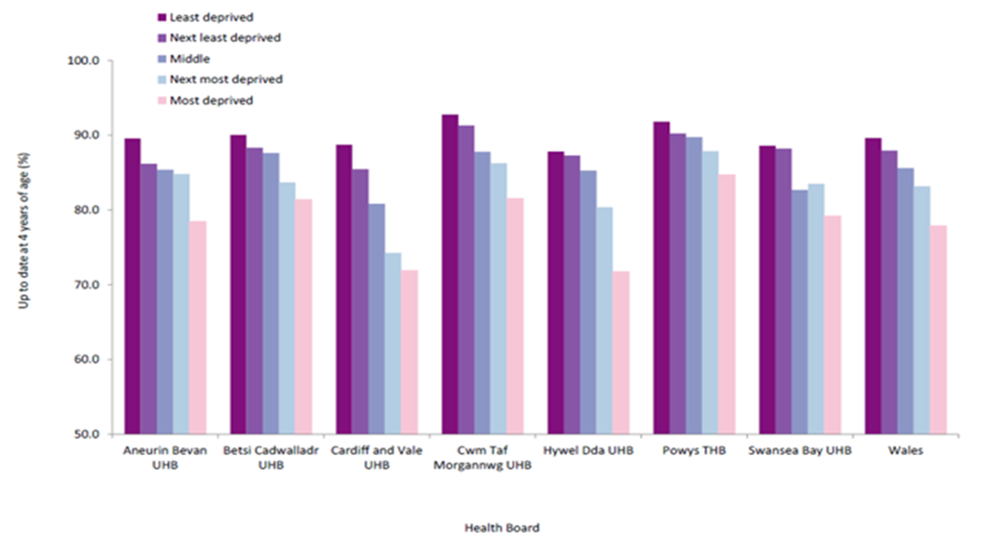 Least deprived
Next least deprived
Middle
Next most deprived
Most deprived
100.0
90.0
80.0
70.0
60.0
50.0
Up to date at 4 years of age (%)
Aneurin Bevan
UHB
Betsi Cadwalladr
UHB
Cardiff and Vale
UHB
Cwm Taf
Morgannwg UHB
Hywel Dda UHB
Powys THB
Swansea Bay UHB
Wales
Health Board